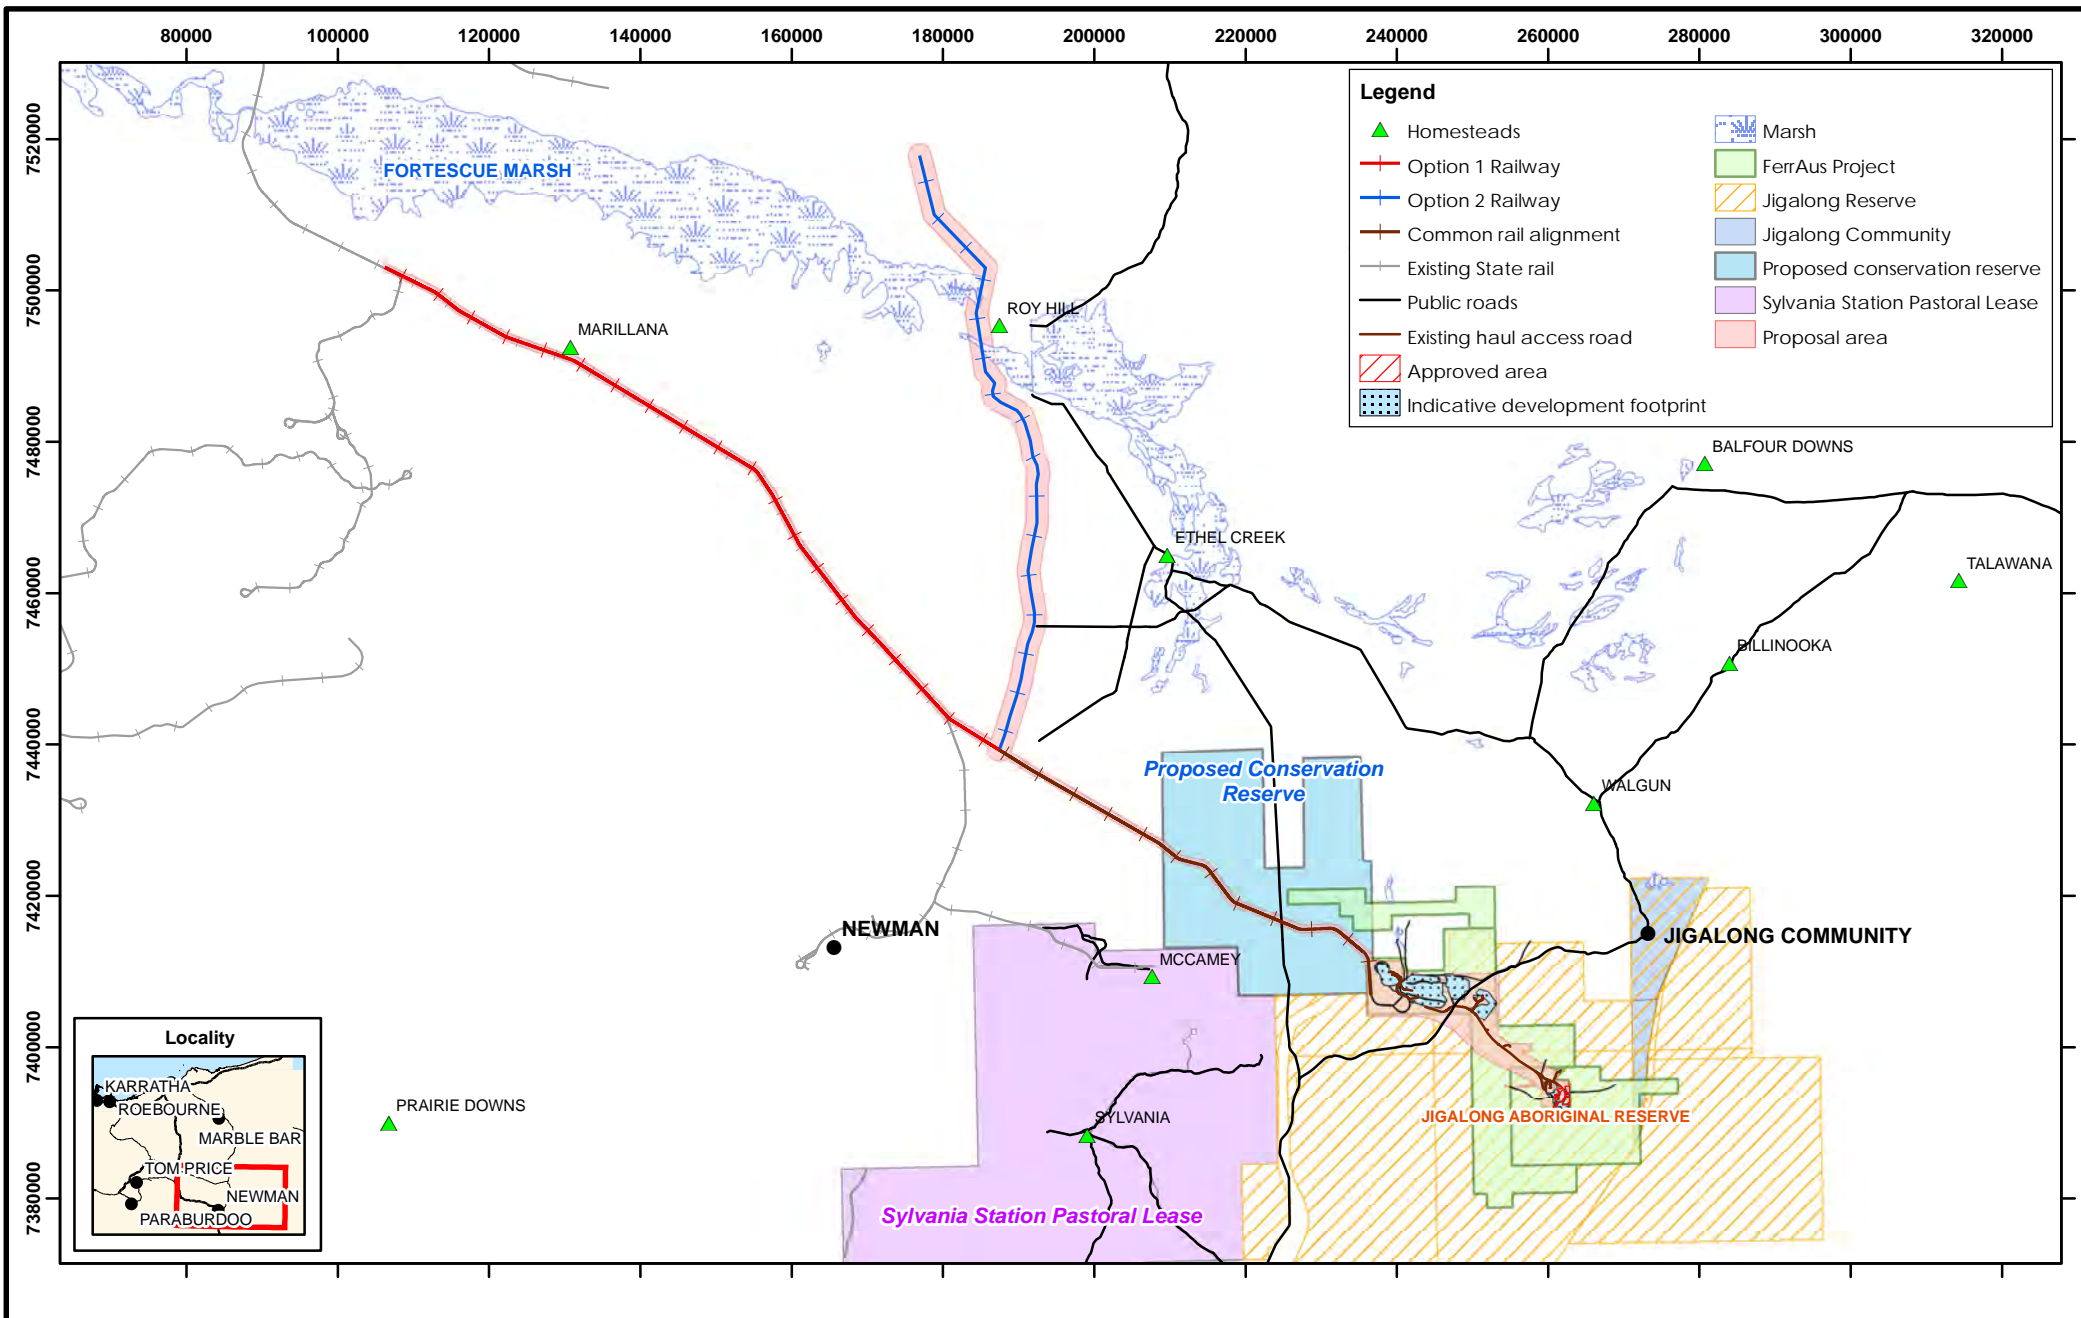 80000 100000 120000 140000 160000 180000 200000 220000 240000 260000 280000 300000 320000
7520000
7500000
7480000
7460000
7440000
7420000
7400000
7380000
Legend
Homesteads
Option 1 Railway
Option 2 Railway
Common rail alignment
Existing State rail
Public roads
Existing haul access road
Approved area
Indicative development footprint
Marsh
FerrAus Project
Jigalong Reserve
Jigalong Community
Proposed conservation reserve
Sylvania Station Pastoral Lease
Proposal area
FORTESCUE MARSH
ROY HILL
MARILLANA
BALFOUR DOWNS
ETHEL CREEK
TALAWANA
BILLINOOKA
Proposed Conservation
Reserve
WALGUN
NEWMAN
JIGALONG COMMUNITY
MCCAMEY
PRAIRIE DOWNS
SYLVANIA
JIGALONG ABORIGINAL RESERVE
Sylvania Station Pastoral Lease
Locality
KARRATHA
ROEBOURNE
MARBLE BAR
TOM PRICE
NEWMAN
PARABURDOO